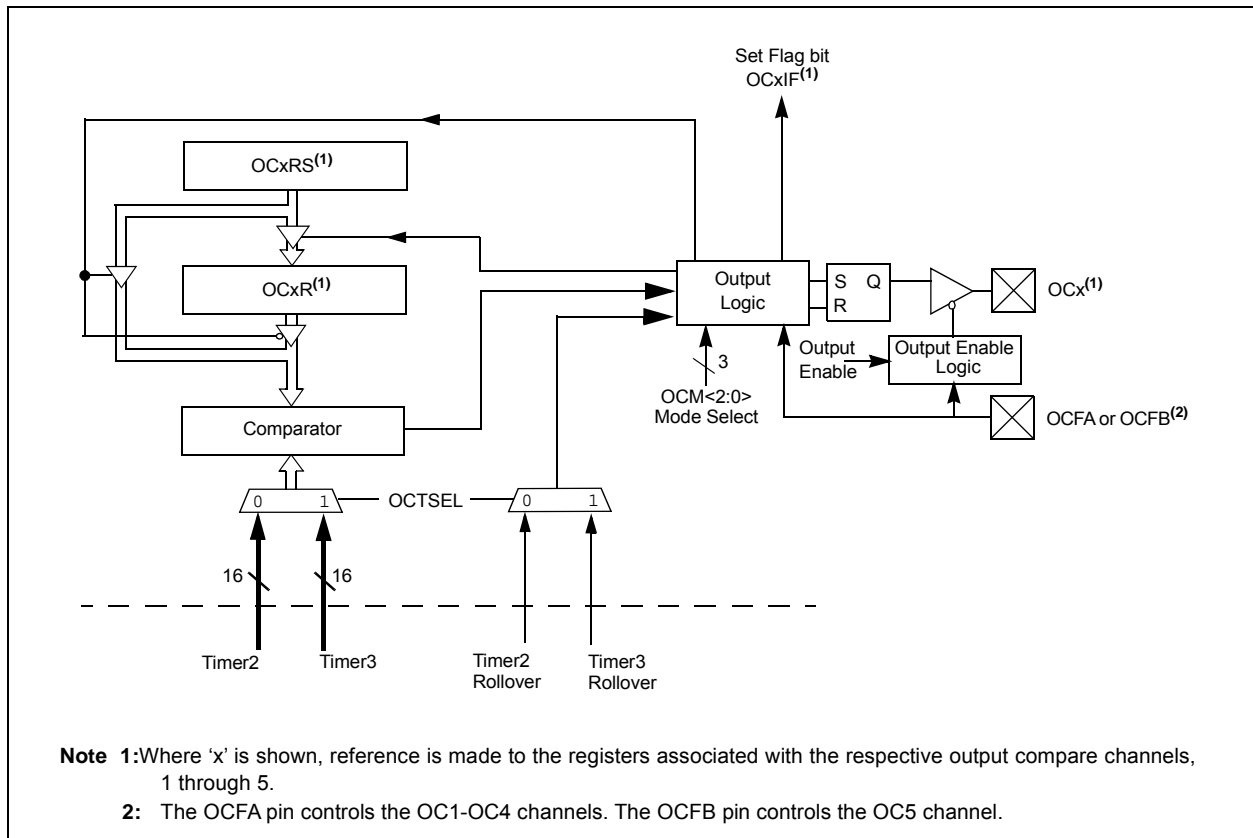 Set Flag bit
OCxIF(1)
OCxRS(1)
OCxR(1)
Output
Logic
S Q
R
OCx(1)
Output
Enable
Output Enable
Logic
3
OCM<2:0>
Mode Select
OCFA or OCFB(2)
Comparator
0 1
OCTSEL
0 1
16
16
Timer2
Timer3
Timer2
Rollover
Timer3
Rollover
Note 1:Where ‘x’ is shown, reference is made to the registers associated with the respective output compare channels,
1 through 5.
2: The OCFA pin controls the OC1-OC4 channels. The OCFB pin controls the OC5 channel.